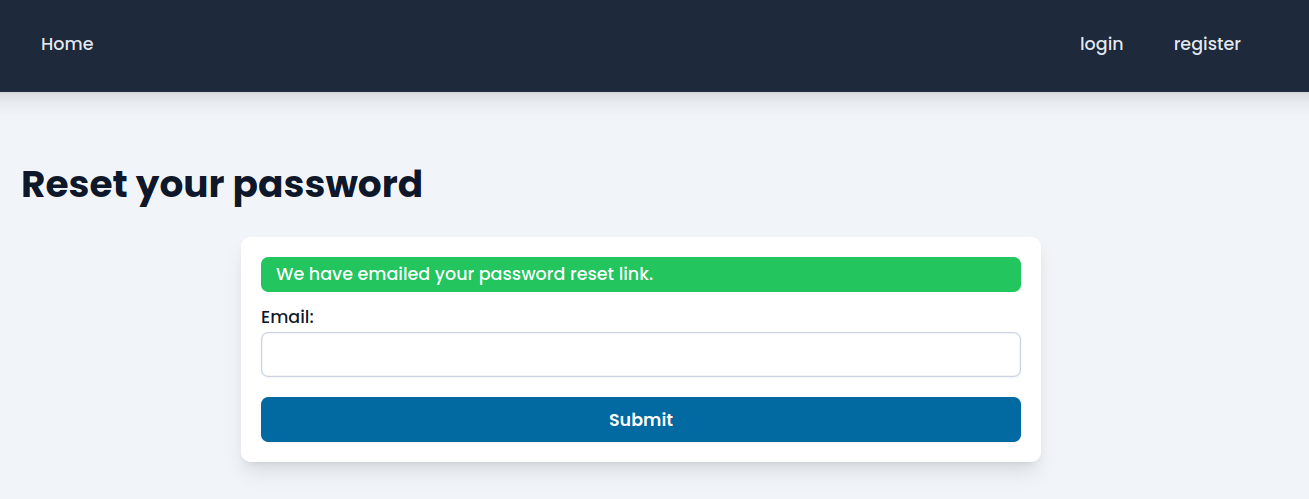 Home login register
Reset your password
We have emailed your password reset link.
Email:
Submit